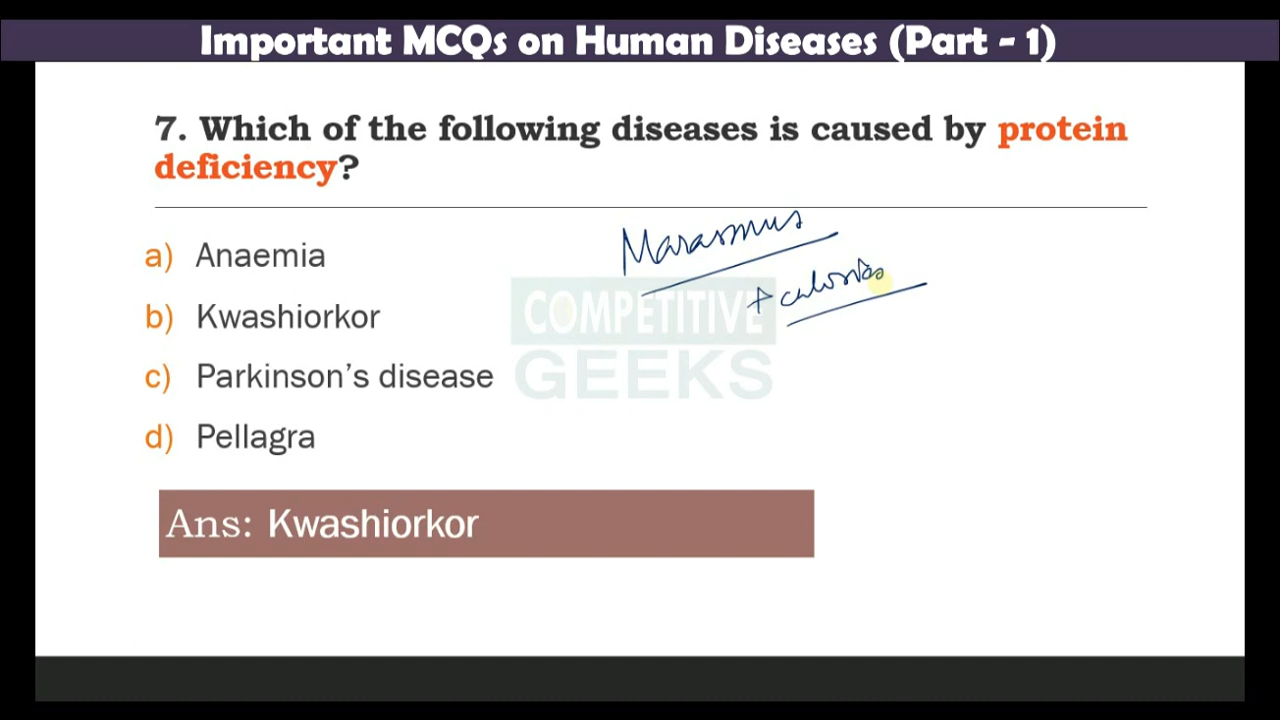 Important MCQs on Human Diseases (Part - 1)
7. Which of the following diseases is caused by protein
deficiency?
Marasmus
+ calories
a) Anaemia
b) Kwashiorkor
c) Parkinson's disease
d) Pellagra
COMPETITIVE
GEEKS
Ans: Kwashiorkor